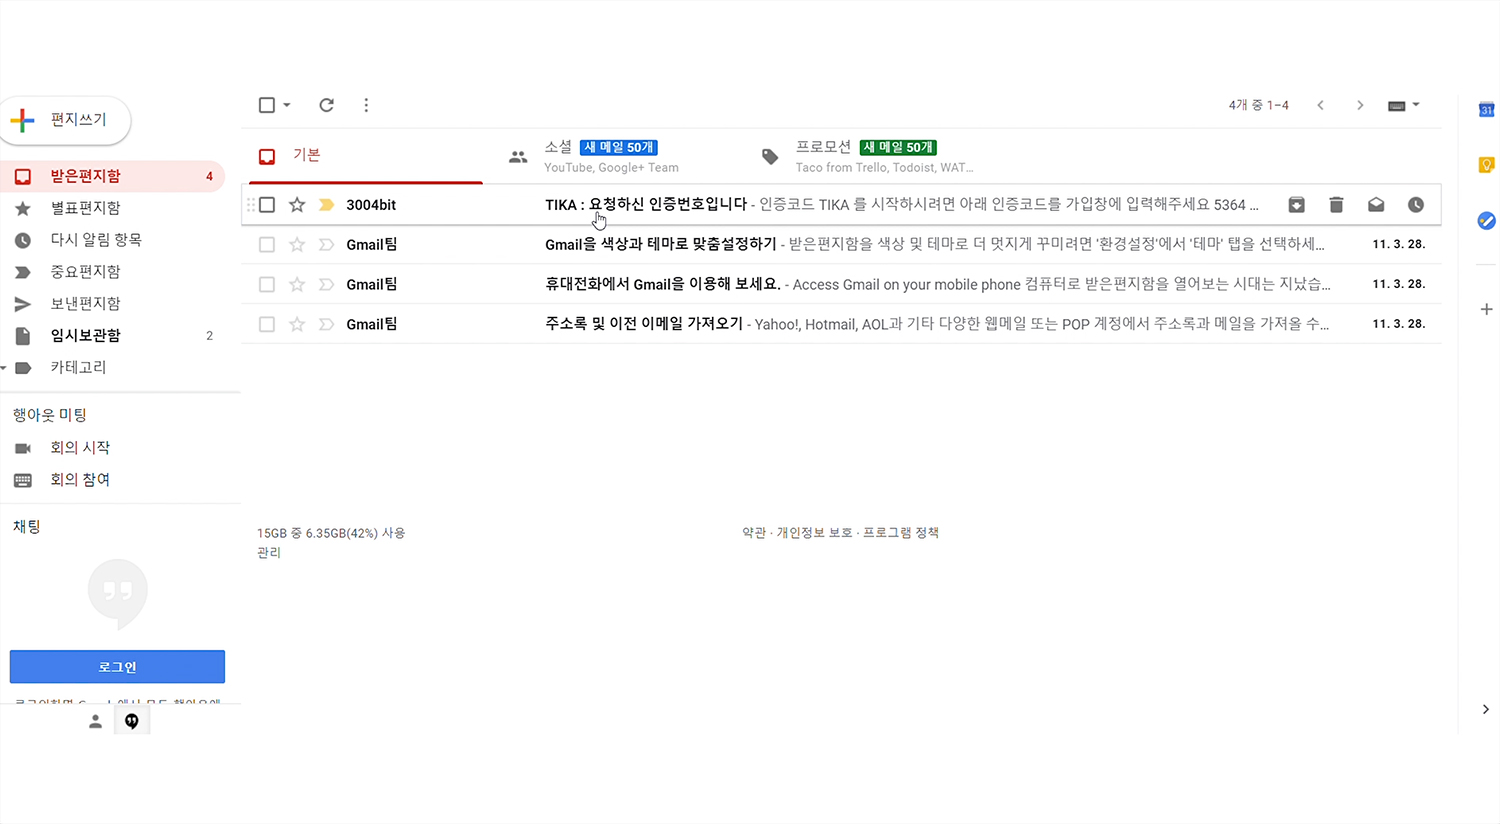 편지쓰기
4개 중 1–4
받은편지함 4
별표편지함
다시 알림 항목
중요편지함
보낸편지함
임시보관함 2
카테고리
행아웃 미팅
회의 시작
회의 참여
채팅
로그인
기본
소셜 새 메일 50개
YouTube, Google+ Team
프로모션 새 메일 50개
Taco from Trello, Todoist, WAT...
3004bit TIKA : 요청하신 인증번호입니다 - 인증코드 TIKA 를 시작하시려면 아래 인증코드를 가입창에 입력해주세요 5364 ...
Gmail팀 Gmail을 색상과 테마로 맞춤설정하기 - 받은편지함을 색상 및 테마로 더 멋지게 꾸미려면 '환경설정'에서 '테마' 탭을 선택하세... 11. 3. 28.
Gmail팀 휴대전화에서 Gmail을 이용해 보세요. - Access Gmail on your mobile phone 컴퓨터로 받은편지함을 열어보는 시대는 지났습... 11. 3. 28.
Gmail팀 주소록 및 이전 이메일 가져오기 - Yahoo!, Hotmail, AOL과 기타 다양한 웹메일 또는 POP 계정에서 주소록과 메일을 가져올 수... 11. 3. 28.
15GB 중 6.35GB(42%) 사용
관리
약관 · 개인정보 보호 · 프로그램 정책
31